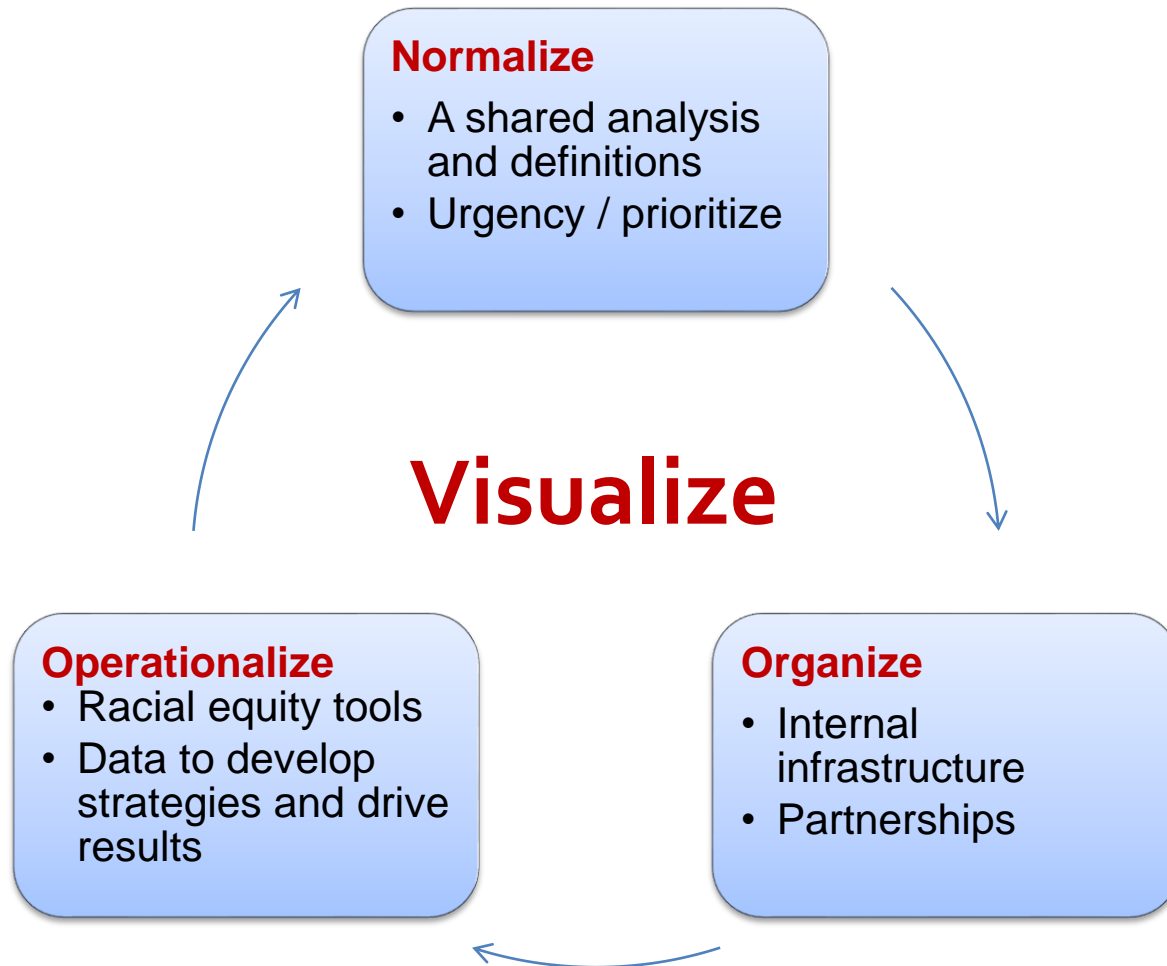 Normalize
• A shared analysis
and definitions
• Urgency / prioritize
Visualize
Operationalize
• Racial equity tools
• Data to develop
strategies and drive
results
Organize
• Internal
infrastructure
• Partnerships